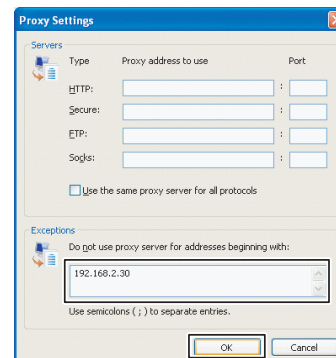 Proxy Settings
Servers
Type Proxy address to use Port
HTTP: :
Secure: :
FTP: :
Socks: :
Use the same proxy server for all protocols
Exceptions
Do not use proxy server for addresses beginning with:
192.168.2.30
Use semicolons ( ; ) to separate entries.
OK Cancel